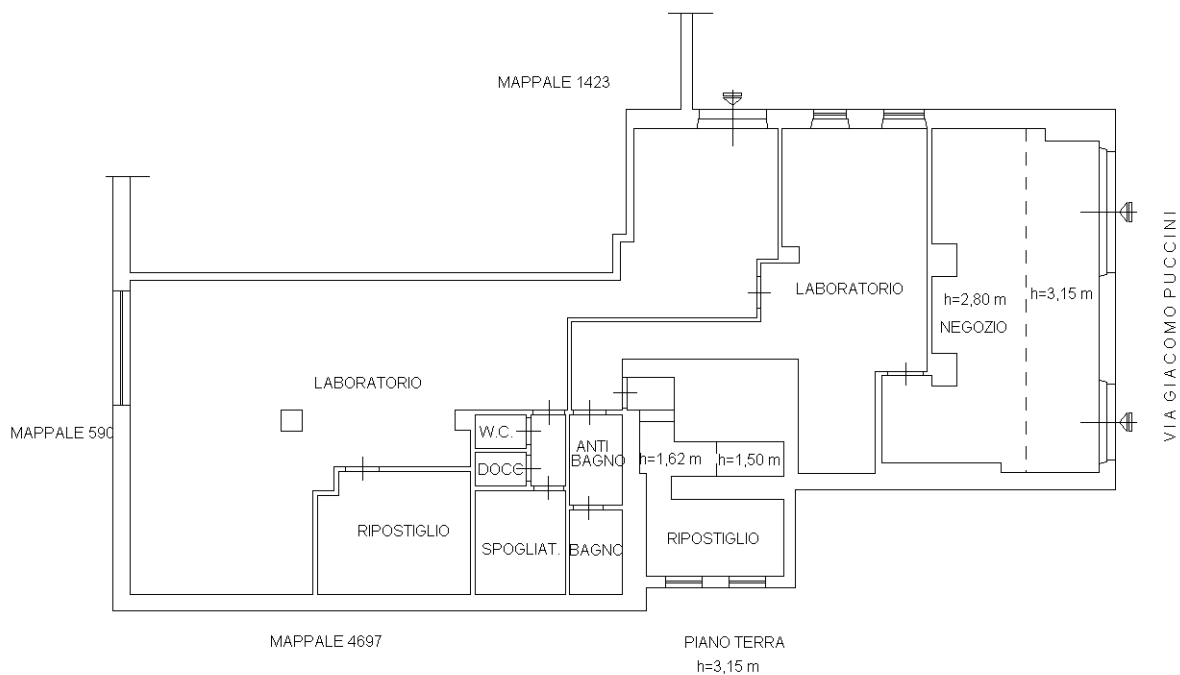 MAPPALE 1423
VIA GIACOMO PUCCINI
LABORATORIO
h=2,80 m
h=3,15 m
NEGOZIO
LABORATORIO
MAPPALE 590
W.C.
ANTI
BAGNO
DOCC
h=1,62 m
h=1,50 m
RIPOSTIGLIO
SPOGLIAT.
BAGNO
RIPOSTIGLIO
MAPPALE 4697
PIANO TERRA
h=3,15 m